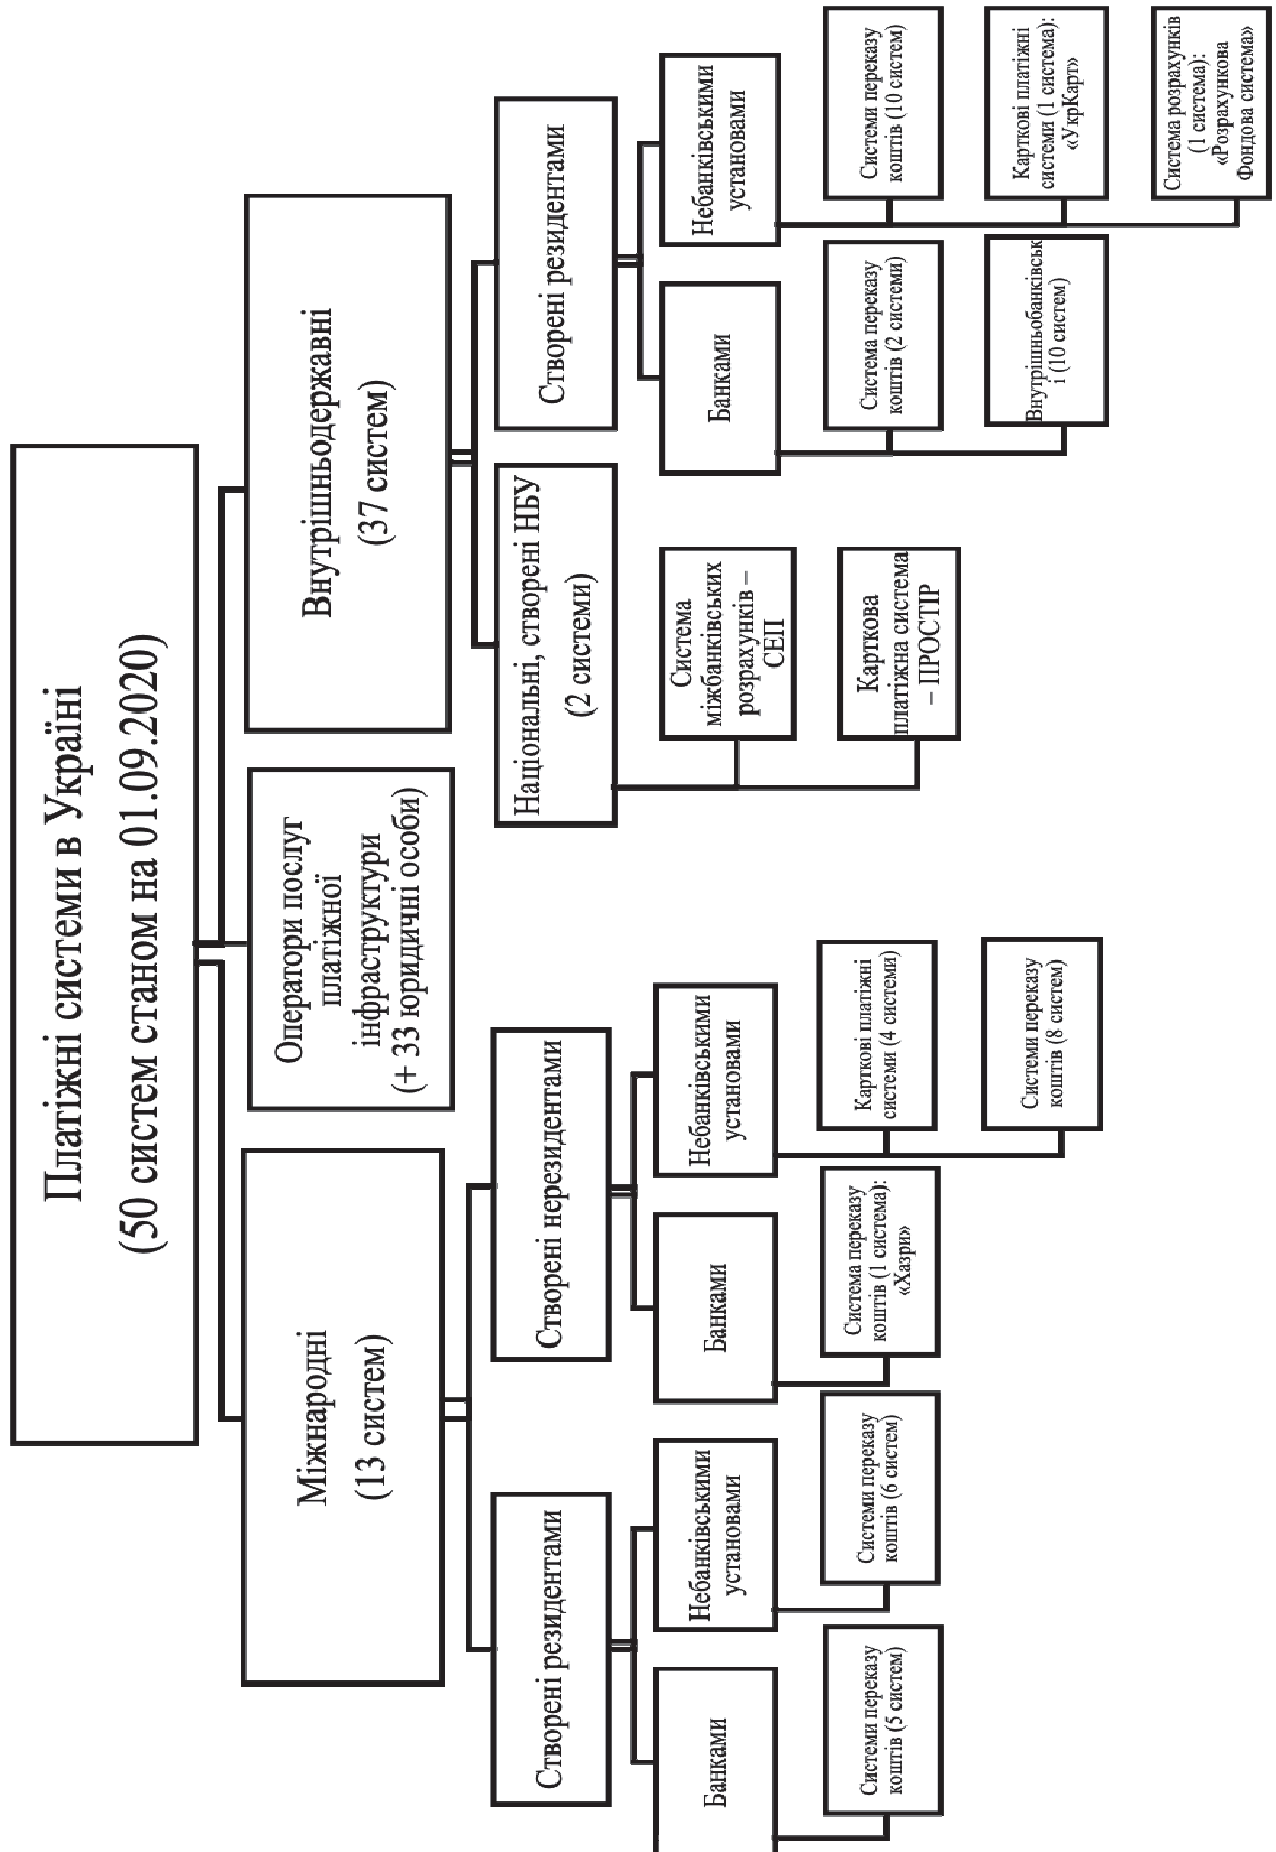 Платіжні системи в Україні
(50 систем станом на 01.09.2020)
Міжнародні
(13 систем)
Оператори послуг
платіжної
інфраструктури
(+ 33 юридичні особи)
Внутрішньодержавні
(37 систем)
Створені резидентами
Створені нерезидентами
Національні, створені НБУ
(2 системи)
Створені резидентами
Банками
Небанківськими
установами
Банками
Небанківськими
установами
Система
міжбанківських
розрахунків –
СЕП
Карткова
платіжна система
– ПРОСТІР
Банками
Небанківськими
установами
Системи переказу
коштів (5 систем)
Системи переказу
коштів (6 систем)
Система переказу
коштів (1 система):
«Хазри»
Карткові платіжні
системи (4 системи)
Системи переказу
коштів (8 систем)
Система переказу
коштів (2 системи)
Внутрішньобанківськ
і (10 систем)
Системи переказу
коштів (10 систем)
Карткові платіжні
системи (1 система):
«УкрКарт»
Система розрахунків
(1 система):
«Розрахункова
Фондова система»